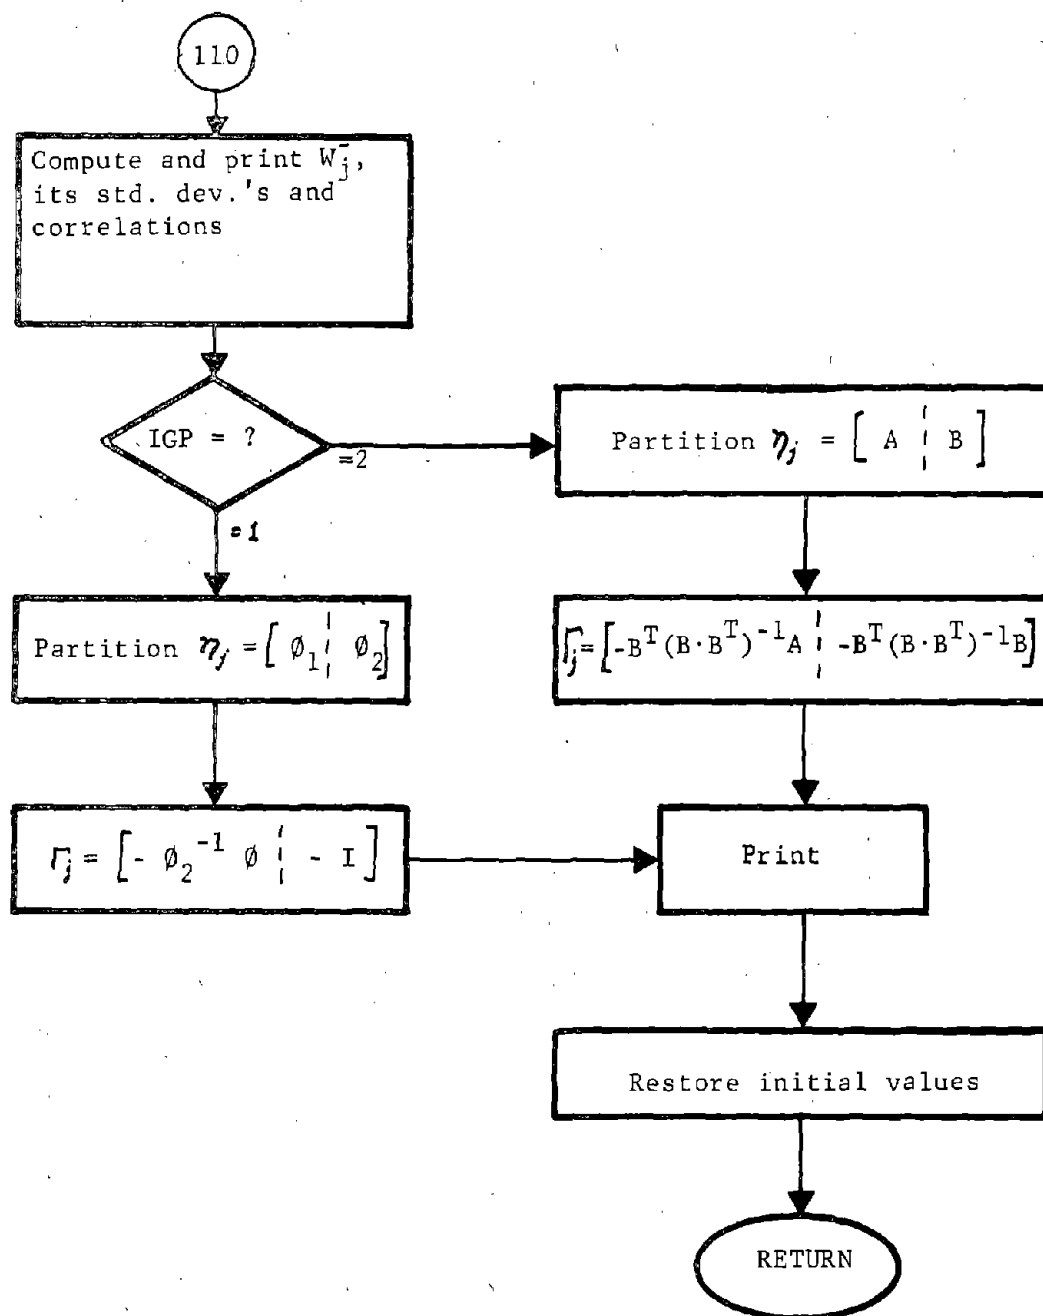 110
Compute and print W_j^-,
its std. dev.'s and
correlations
IGP = ?
=2
=1
Partition η_j = [ A ¦ B ]
Partition η_j = [ Ø_1 ¦ Ø_2 ]
Γ_j = [ -B^T (B·B^T)^-1 A ¦ -B^T (B·B^T)^-1 B ]
Γ_j = [ - Ø_2^-1 Ø ¦ - I ]
Print
Restore initial values
RETURN